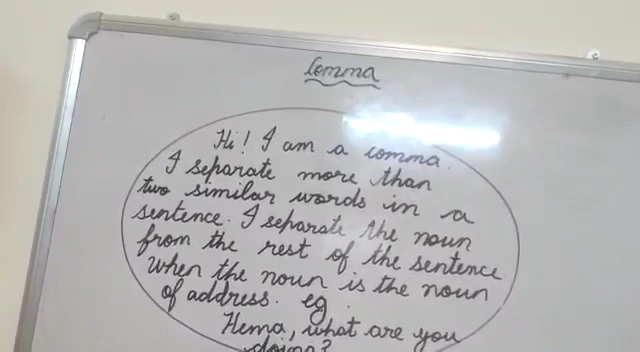 Comma
Hi! I am a comma.
I separate more than
two similar words in a
sentence. I separate the noun
from the rest of the sentence
when the noun is the noun
of address. eg.
Hema, what are you
doing?